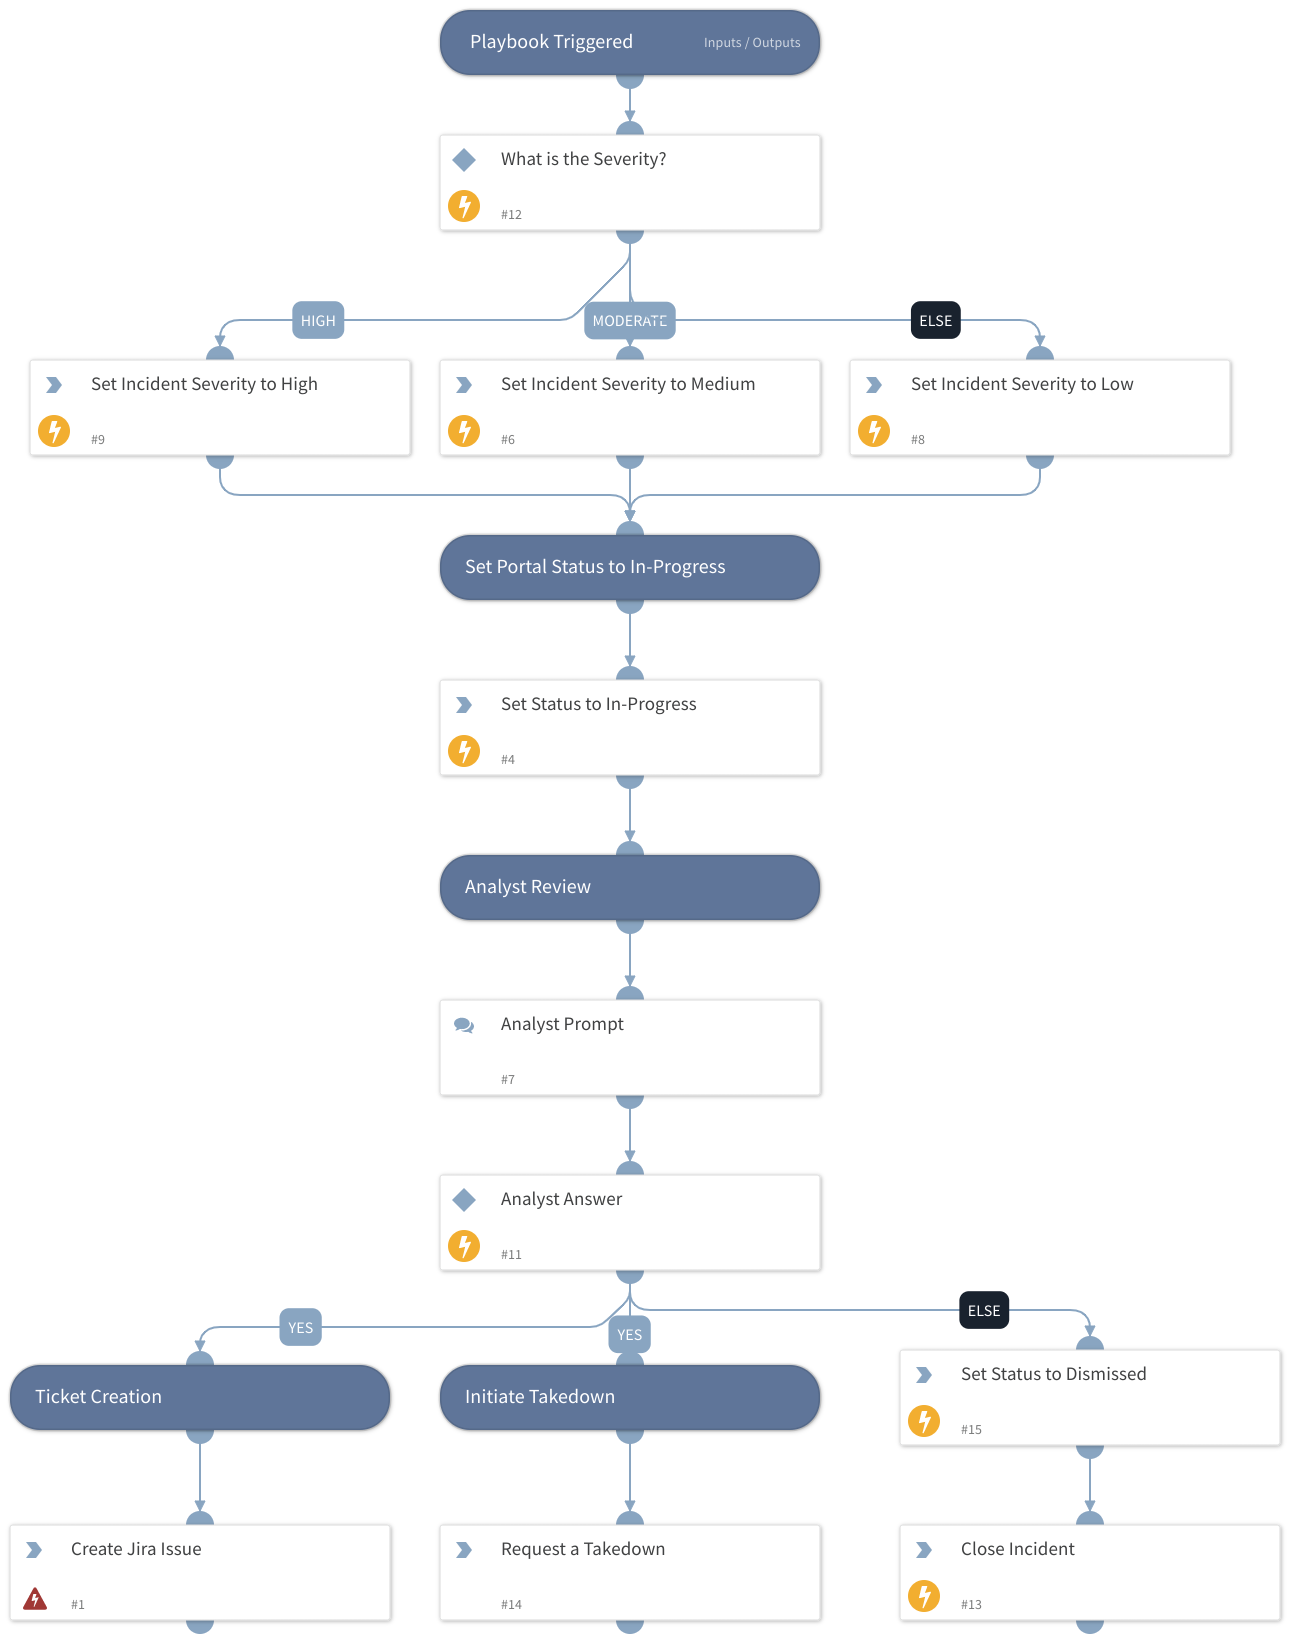 Playbook Triggered
Inputs / Outputs
What is the Severity?
#12
HIGH
MODERATE
ELSE
Set Incident Severity to High
#9
Set Incident Severity to Medium
#6
Set Incident Severity to Low
#8
Set Portal Status to In-Progress
Set Status to In-Progress
#4
Analyst Review
Analyst Prompt
#7
Analyst Answer
#11
YES
YES
ELSE
Ticket Creation
Initiate Takedown
Set Status to Dismissed
#15
Create Jira Issue
#1
Request a Takedown
#14
Close Incident
#13